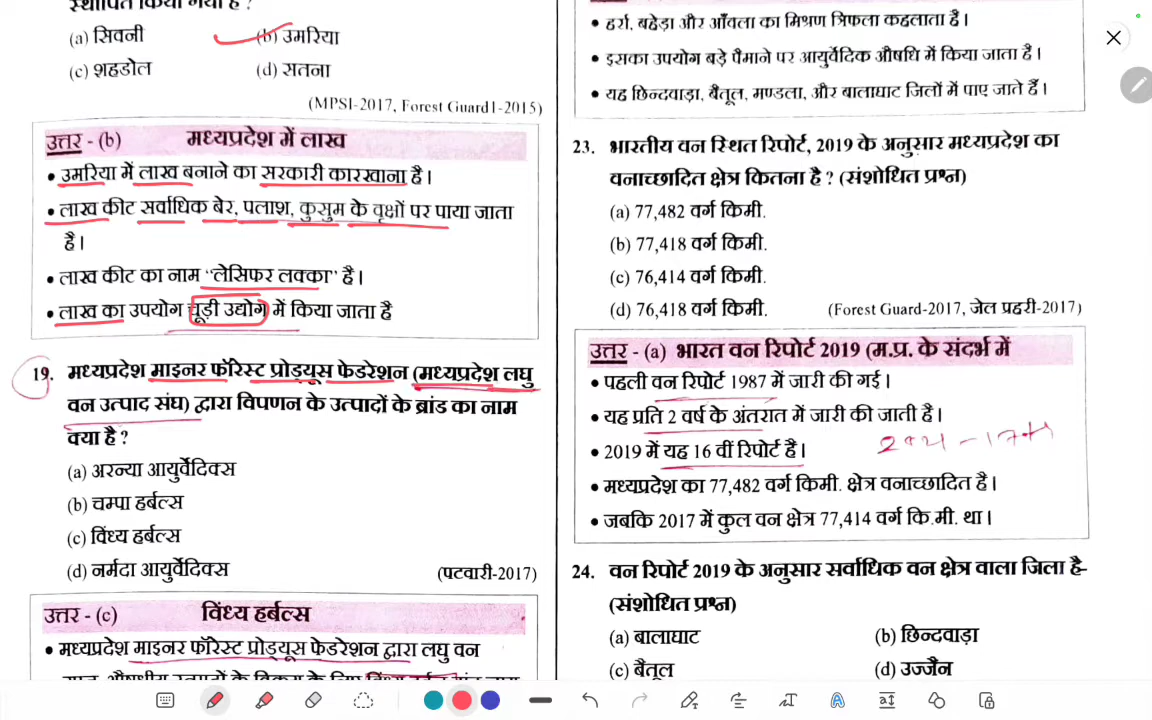 स्थापित किया गया है ?
(a) सिवनी (b) उमरिया
(c) शहडोल (d) सतना
(MPSI-2017, Forest Guard1-2015)
उत्तर - (b) मध्यप्रदेश में लाख
• उमरिया में लाख बनाने का सरकारी कारखाना है।
• लाख कीट सर्वाधिक बेर, पलाश, कुसुम के वृक्षों पर पाया जाता
है।
• लाख कीट का नाम “लेसिफर लक्का” है।
• लाख का उपयोग चूड़ी उद्योग में किया जाता है
19. मध्यप्रदेश माइनर फॉरेस्ट प्रोड्यूस फेडरेशन (मध्यप्रदेश लघु
वन उत्पाद संघ) द्वारा विपणन के उत्पादों के ब्रांड का नाम
क्या है ?
(a) अरन्या आयुर्वेदिक्स
(b) चम्पा हर्बल्स
(c) विंध्य हर्बल्स
(d) नर्मदा आयुर्वेदिक्स (पटवारी-2017)
उत्तर - (c) विंध्य हर्बल्स
• मध्यप्रदेश माइनर फॉरेस्ट प्रोड्यूस फेडरेशन द्वारा लघु वन
• हर्रा, बहेड़ा और आँवला का मिश्रण त्रिफला कहलाता है।
• इसका उपयोग बड़े पैमाने पर आयुर्वेदिक औषधि में किया जाता है।
• यह छिन्दवाड़ा, बैतूल, मण्डला, और बालाघाट जिलों में पाए जाते हैं।
23. भारतीय वन स्थित रिपोर्ट, 2019 के अनुसार मध्यप्रदेश का
वनाच्छादित क्षेत्र कितना है ? (संशोधित प्रश्न)
(a) 77,482 वर्ग किमी.
(b) 77,418 वर्ग किमी.
(c) 76,414 वर्ग किमी.
(d) 76,418 वर्ग किमी. (Forest Guard-2017, जेल प्रहरी-2017)
उत्तर - (a) भारत वन रिपोर्ट 2019 (म.प्र. के संदर्भ में
• पहली वन रिपोर्ट 1987 में जारी की गई।
• यह प्रति 2 वर्ष के अंतरात में जारी की जाती है।
• 2019 में यह 16 वीं रिपोर्ट है।
• मध्यप्रदेश का 77,482 वर्ग किमी. क्षेत्र वनाच्छादित है।
• जबकि 2017 में कुल वन क्षेत्र 77,414 वर्ग कि.मी. था।
24. वन रिपोर्ट 2019 के अनुसार सर्वाधिक वन क्षेत्र वाला जिला है-
(संशोधित प्रश्न)
(a) बालाघाट (b) छिन्दवाड़ा
(c) बैतूल (d) उज्जैन